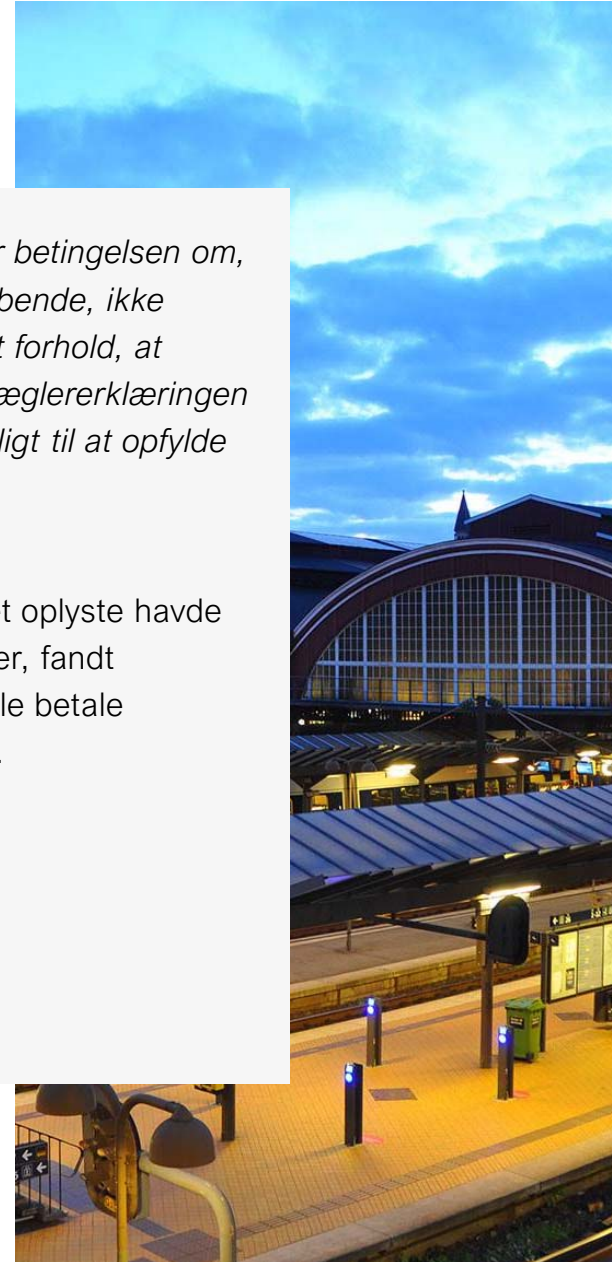 betingelsen om,
bende, ikke
forhold, at
æglererklæringen
ligt til at opfylde
oplyste havde
er, fandt
le betale